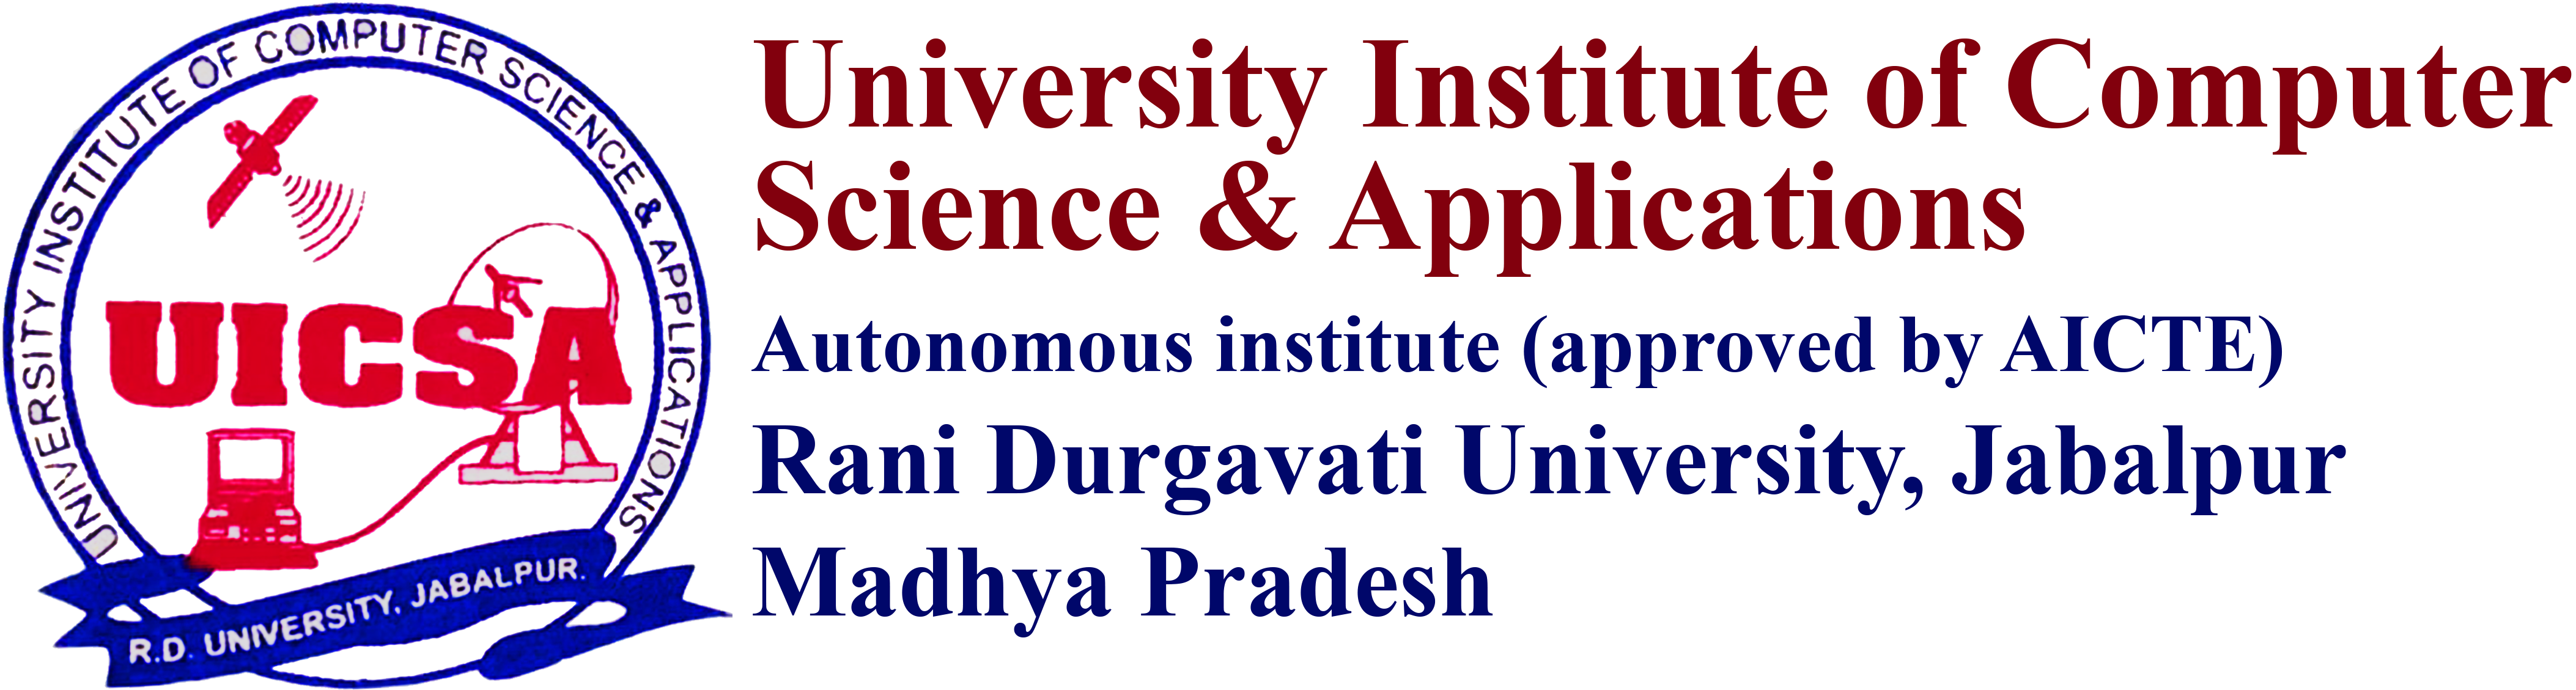 UNIVERSITY INSTITUTE OF COMPUTER SCIENCE & APPLICATIONS
UICSA
R.D. UNIVERSITY, JABALPUR.
University Institute of Computer
Science & Applications
Autonomous institute (approved by AICTE)
Rani Durgavati University, Jabalpur
Madhya Pradesh